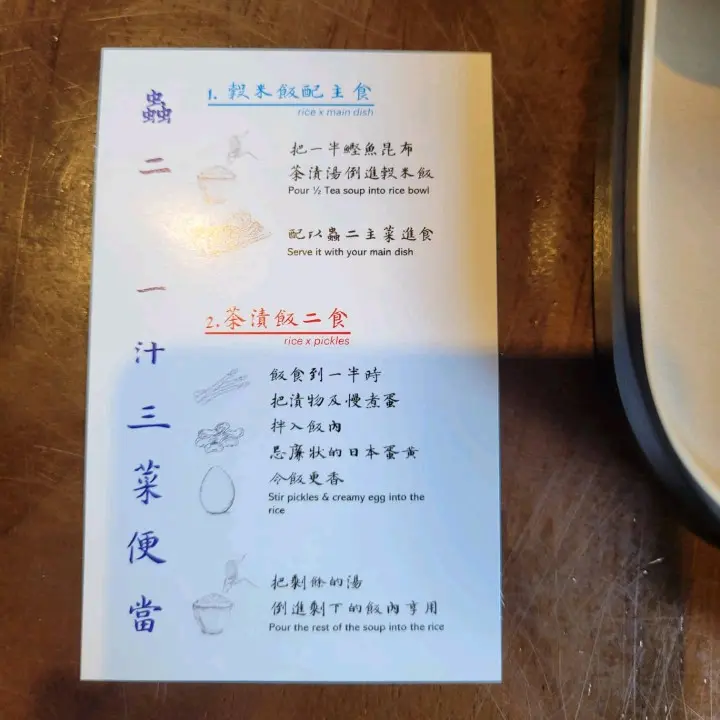 蟲二 一汁三菜便當
1. 穀米飯配主食
rice x main dish
把一半鰹魚昆布
茶漬湯倒進穀米飯
Pour ½ Tea soup into rice bowl
配以蟲二主菜進食
Serve it with your main dish
2. 茶漬飯二食
rice x pickles
飯食到一半時
把漬物及慢煮蛋
拌入飯內
忌廉狀的日本蛋黃
令飯更香
Stir pickles & creamy egg into the
rice
把剩餘的湯
倒進剩下的飯內享用
Pour the rest of the soup into the rice